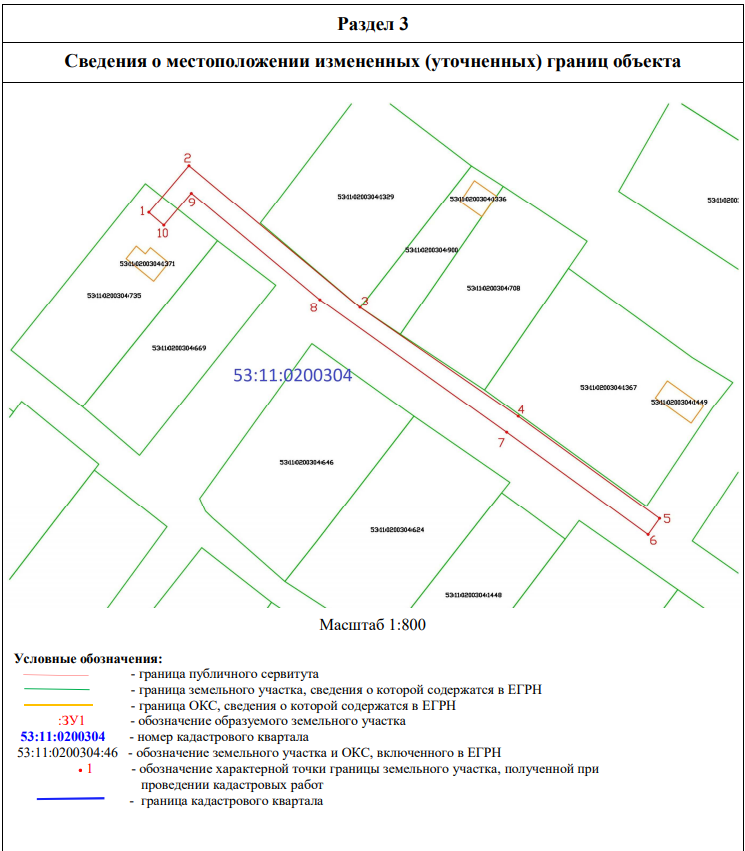 Раздел 3
Сведения о местоположении измененных (уточненных) границ объекта
2
1
9
10
53:11:0200304:1329
53:11:0200304:1336
53:11:0200304:900
53:11:0200304:1371
53:11:0200304:735
53:11:0200304:708
8
3
53:11:0200304:669
53:11:0200304
53:11:0200304:1367
53:11:0200304:1449
4
7
53:11:0200304:646
5
6
53:11:0200304:624
53:11:0200304:1448
Масштаб 1:800
Условные обозначения:
- граница публичного сервитута
- граница земельного участка, сведения о которой содержатся в ЕГРН
- граница ОКС, сведения о которой содержатся в ЕГРН
:ЗУ1 - обозначение образуемого земельного участка
53:11:0200304 - номер кадастрового квартала
53:11:0200304:46 - обозначение земельного участка и ОКС, включенного в ЕГРН
1 - обозначение характерной точки границы земельного участка, полученной при
проведении кадастровых работ
- граница кадастрового квартала